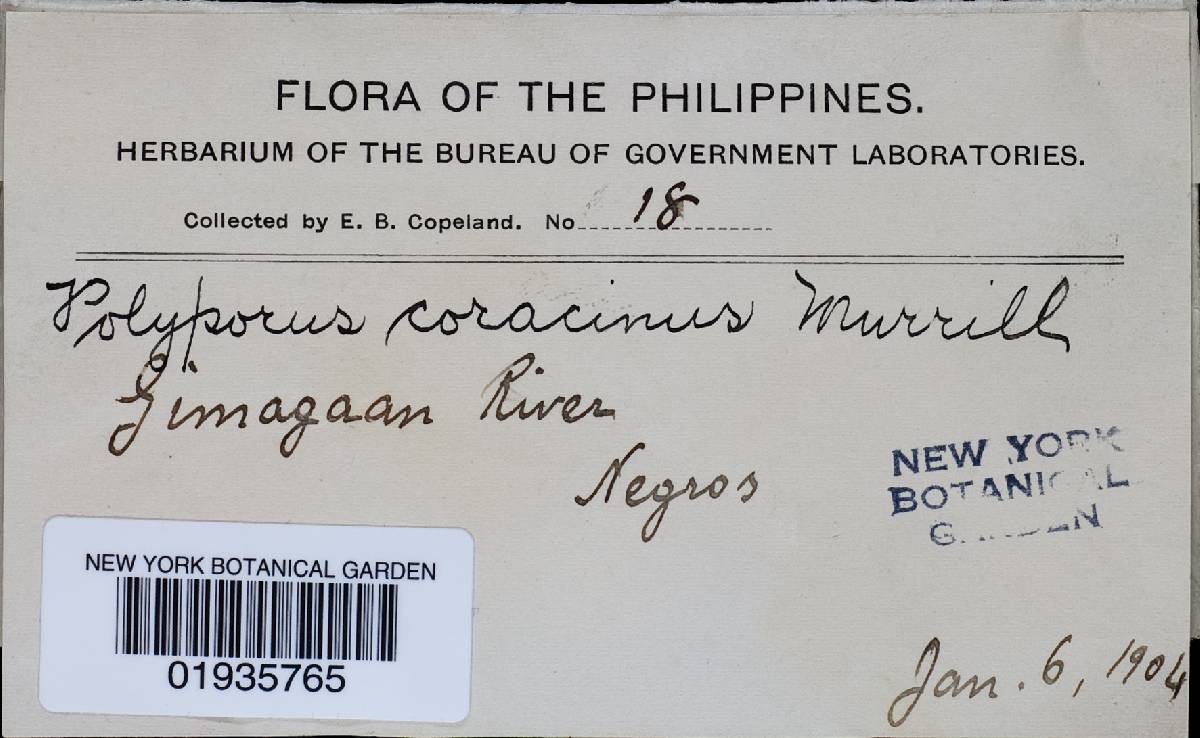 FLORA OF THE PHILIPPINES.
HERBARIUM OF THE BUREAU OF GOVERNMENT LABORATORIES.
Collected by E. B. Copeland. No 18
Polyporus coracinus Murrill
Gimagaan River
Negros
NEW YORK
BOTANICAL
GARDEN
NEW YORK BOTANICAL GARDEN
01935765
Jan. 6, 1904